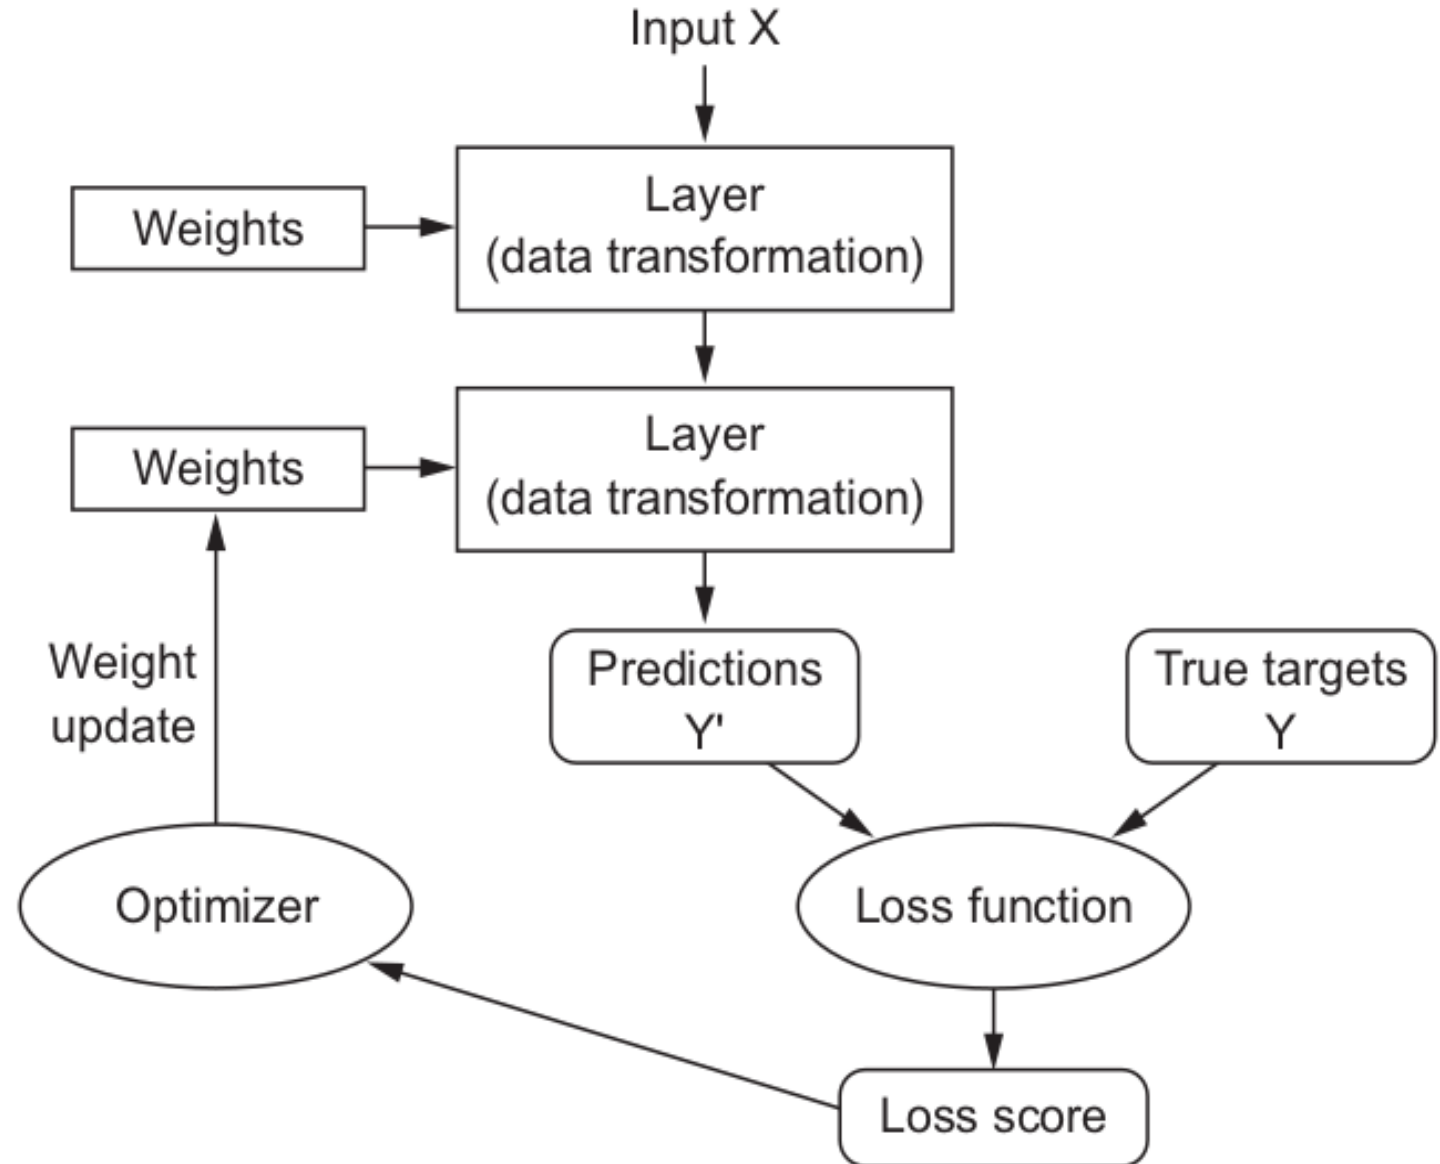 Input X
Weights
Layer
(data transformation)
Weights
Layer
(data transformation)
Weight
update
Predictions
Y'
True targets
Y
Optimizer
Loss function
Loss score